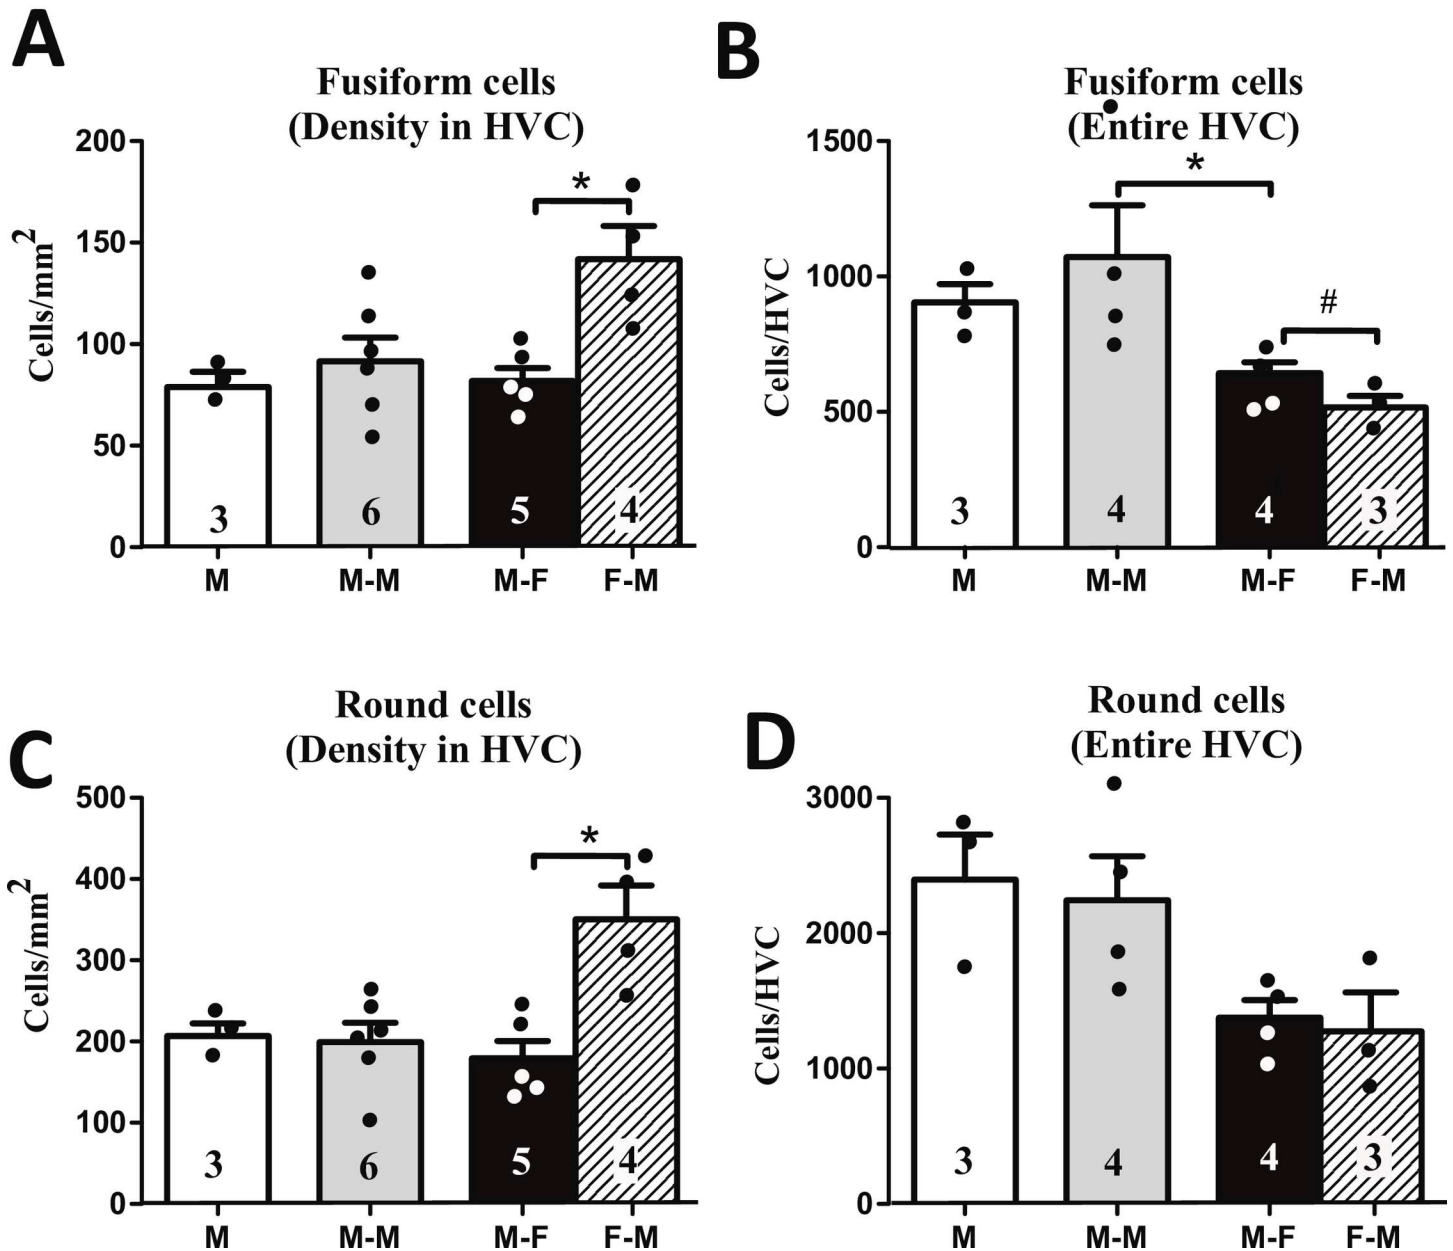 A
Fusiform cells
(Density in HVC)
Cells/mm²
200
150
100
50
0
*
3
6
5
4
M
M-M
M-F
F-M
B
Fusiform cells
(Entire HVC)
Cells/HVC
1500
1000
500
0
*
#
3
4
4
3
M
M-M
M-F
F-M
C
Round cells
(Density in HVC)
Cells/mm²
500
400
300
200
100
0
*
3
6
5
4
M
M-M
M-F
F-M
D
Round cells
(Entire HVC)
Cells/HVC
3000
2000
1000
0
3
4
4
3
M
M-M
M-F
F-M